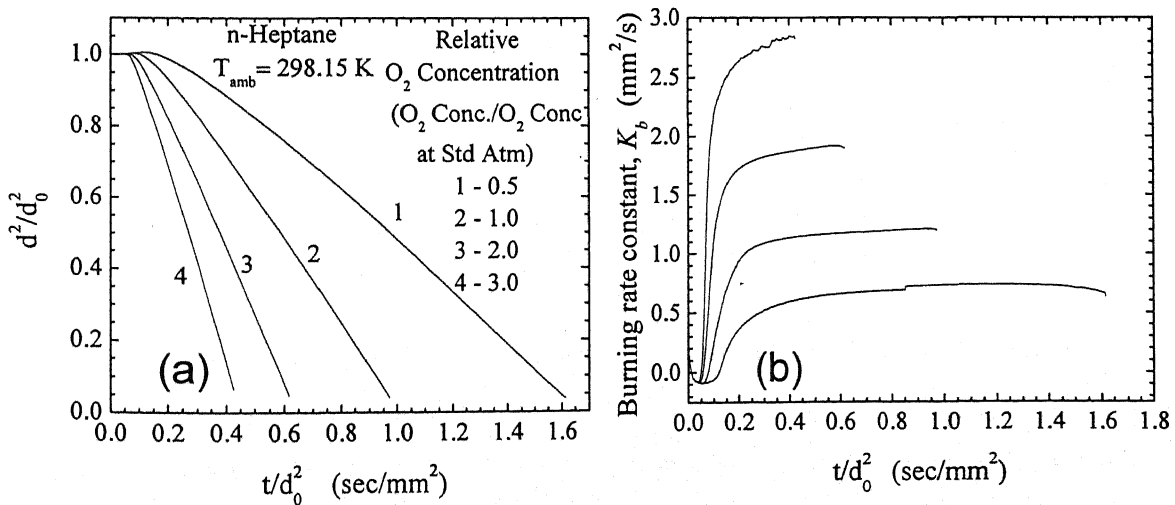 n-Heptane
T_amb = 298.15 K
Relative
O₂ Concentration
(O₂ Conc./O₂ Conc
at Std Atm)
1 - 0.5
2 - 1.0
3 - 2.0
4 - 3.0
1
2
3
4
(a)
d²/d₀²
1.0
0.8
0.6
0.4
0.2
0.0
0.0 0.2 0.4 0.6 0.8 1.0 1.2 1.4 1.6
t/d₀² (sec/mm²)
Burning rate constant, K_b (mm²/s)
3.0
2.5
2.0
1.5
1.0
0.5
0.0
(b)
0.0 0.2 0.4 0.6 0.8 1.0 1.2 1.4 1.6 1.8
t/d₀² (sec/mm²)